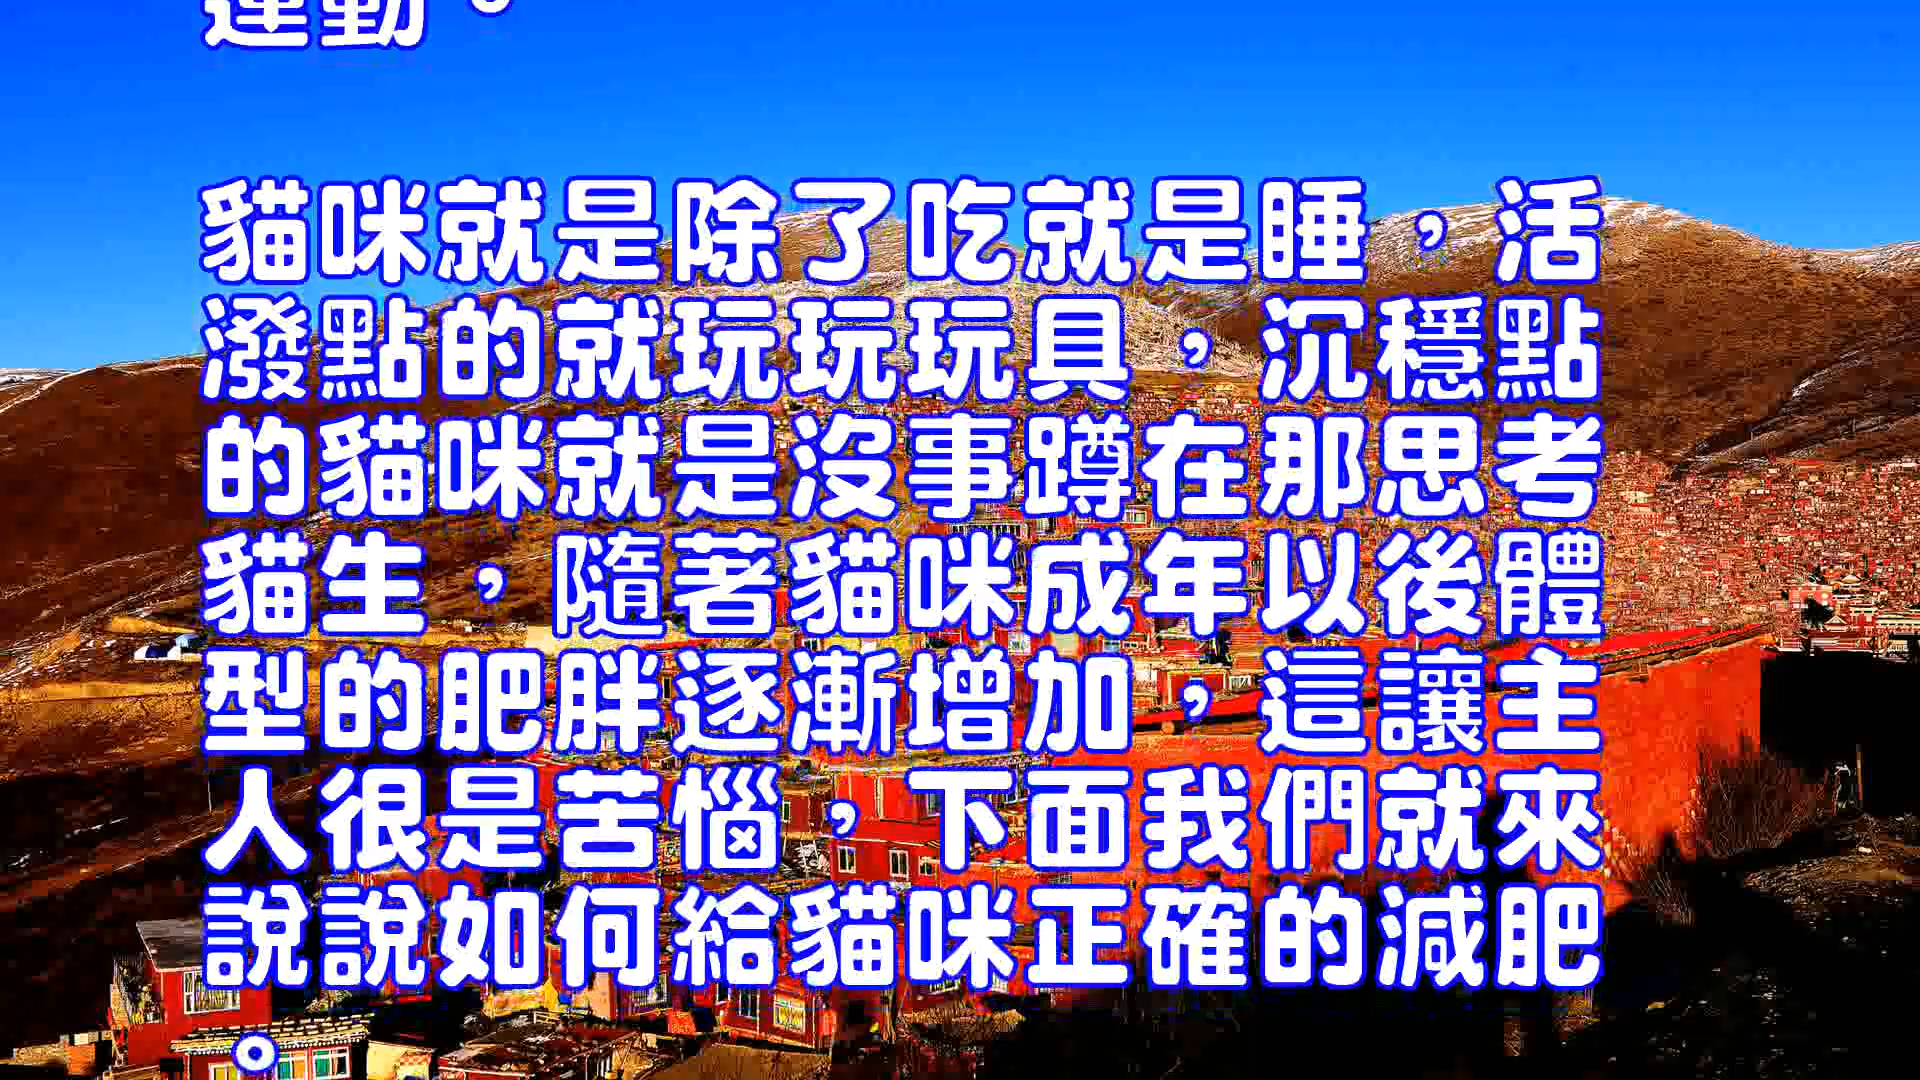 運動。
貓咪就是除了吃就是睡，活
潑點的就玩玩玩具，沉穩點
的貓咪就是沒事蹲在那思考
貓生，隨著貓咪成年以後體
型的肥胖逐漸增加，這讓主
人很是苦惱，下面我們就來
說說如何給貓咪正確的減肥
。